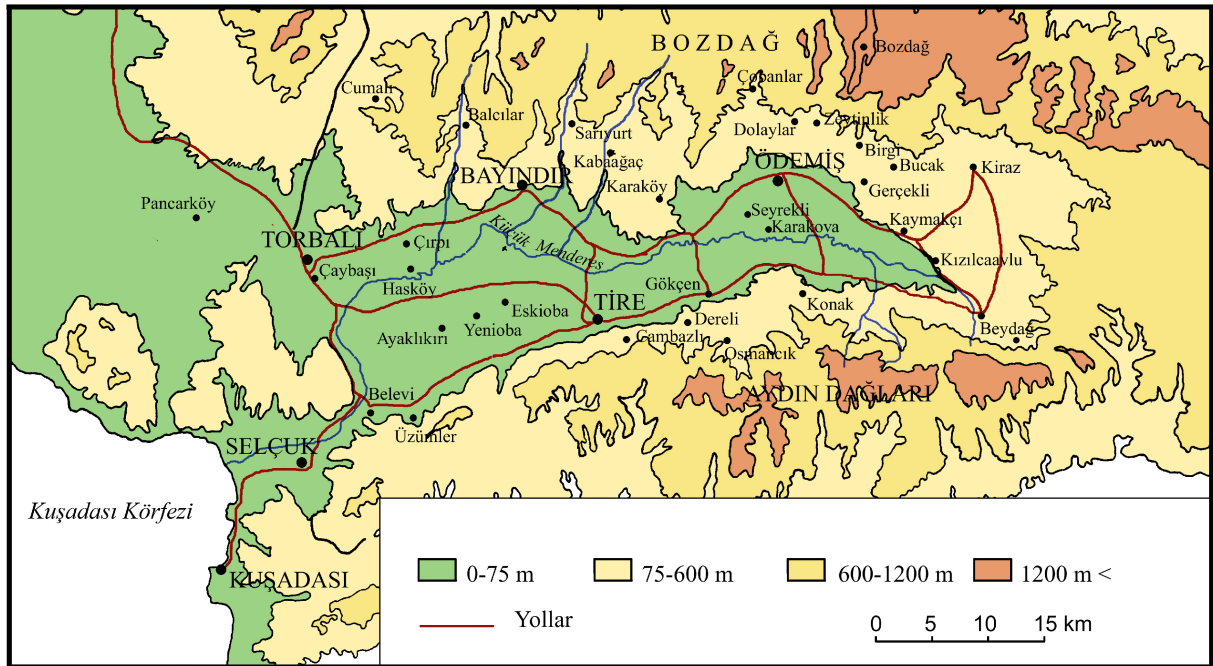 BOZDAĞ
Bozdağ
Cumalı
Çobanlar
Balcılar
Sarıyurt
Dolaylar
Zeytinlik
Kabaağaç
Birgi
ÖDEMİŞ
Bucak
Kiraz
BAYINDIR
Karaköy
Gerçekli
Pancarköy
Seyrekli
Kaymakçı
Küçük Menderes
Karakova
TORBALI
Çırpı
Kızılcaavlu
Çaybaşı
Hasköy
Gökçen
Eskioba
TİRE
Konak
Yenioba
Dereli
Beydağ
Ayaklıkırı
Cambazlı
Osmancık
Belevi
AYDIN DAĞLARI
Üzümler
SELÇUK
Kuşadası Körfezi
KUŞADASI
0-75 m
75-600 m
600-1200 m
1200 m <
Yollar
0 5 10 15 km